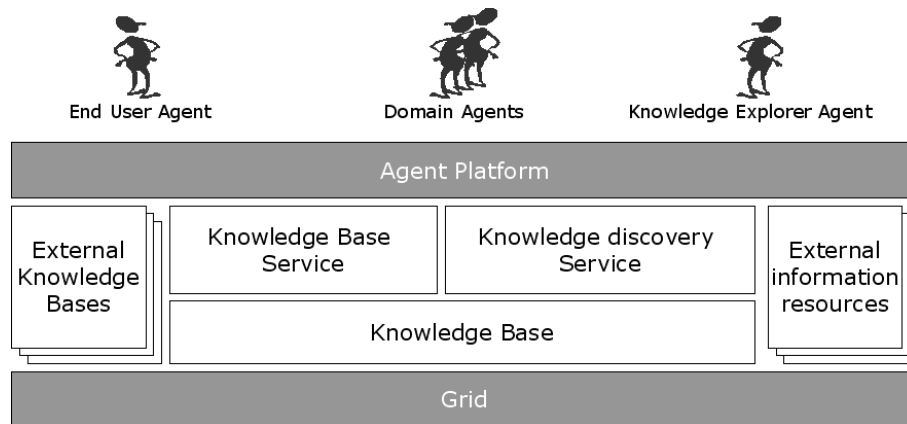 End User Agent
Domain Agents
Knowledge Explorer Agent
Agent Platform
External
Knowledge
Bases
Knowledge Base
Service
Knowledge discovery
Service
External
information
resources
Knowledge Base
Grid